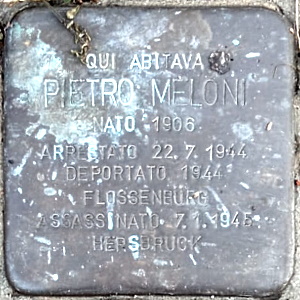 QUI ABITAVA
PIETRO MELONI
NATO 1906
ARRESTATO 22.7.1944
DEPORTATO 1944
FLOSSENBÜRG
ASSASSINATO 7.1.1945
HERSBRUCK